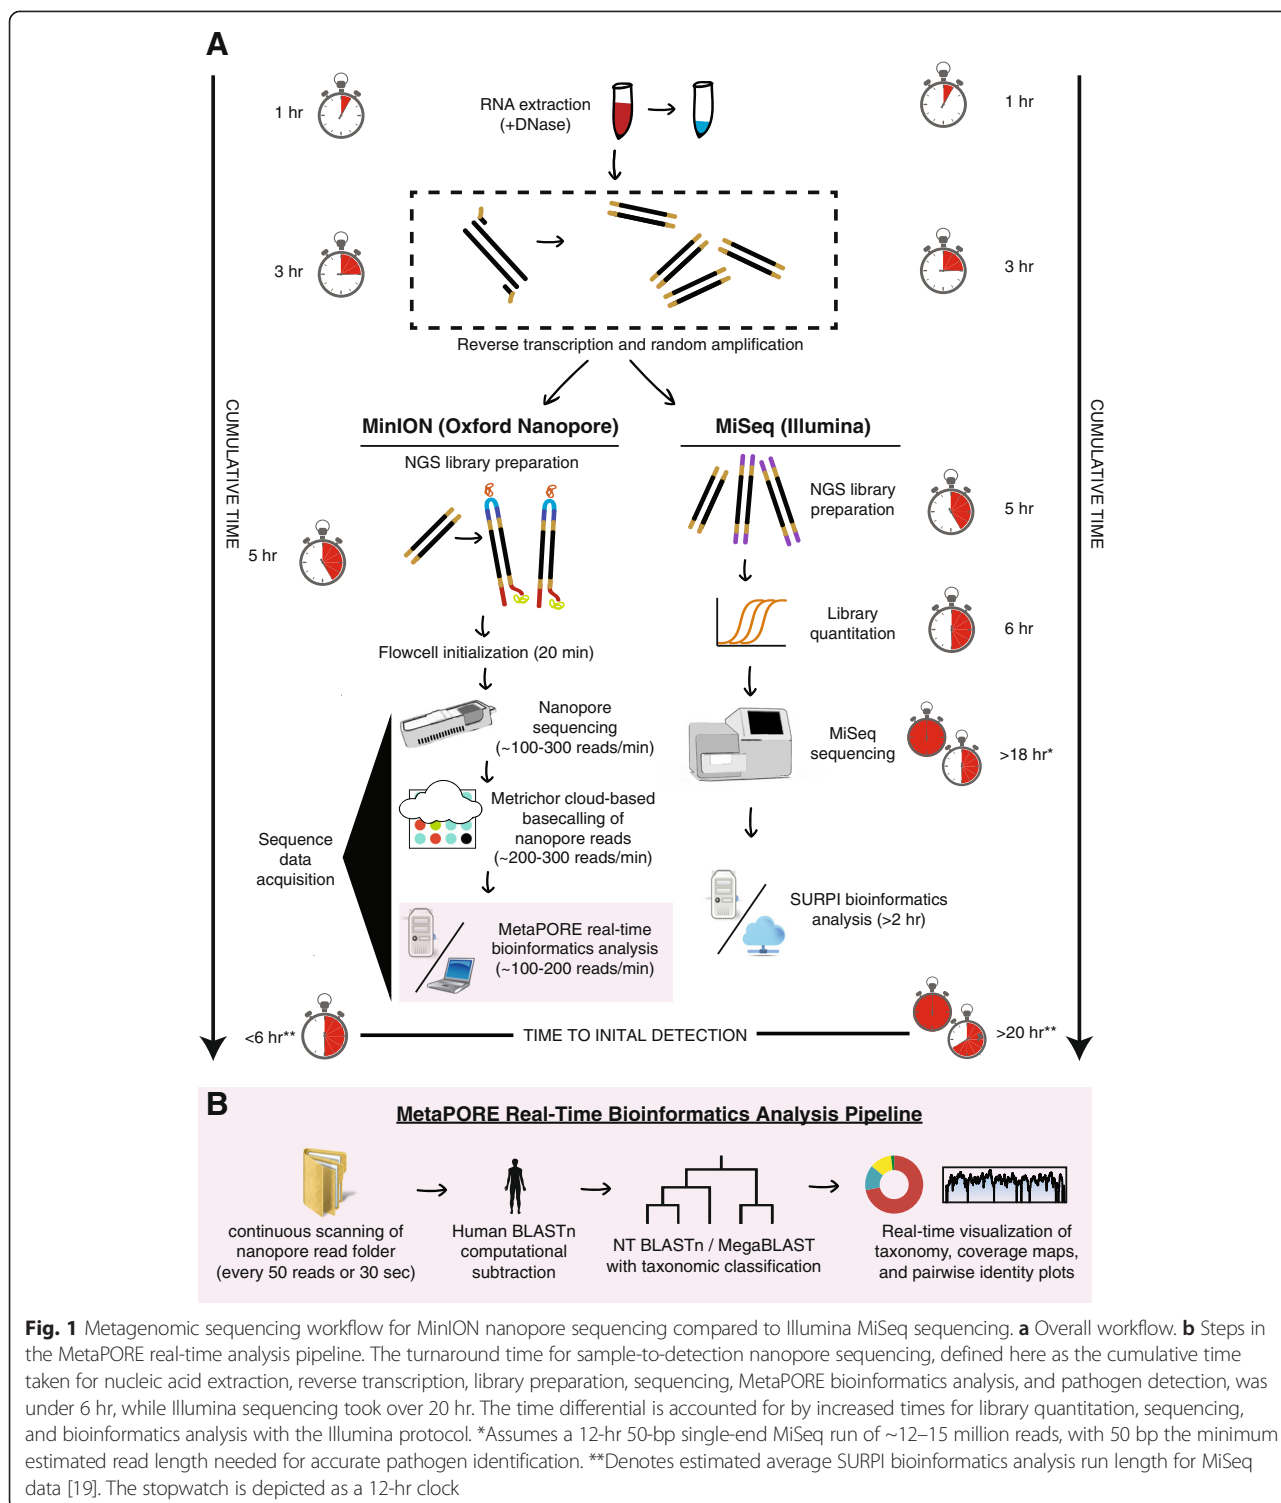 A
1 hr
RNA extraction
(+DNase)
1 hr
3 hr
3 hr
Reverse transcription and random amplification
CUMULATIVE TIME
CUMULATIVE TIME
MinION (Oxford Nanopore)
MiSeq (Illumina)
NGS library preparation
NGS library
preparation
5 hr
5 hr
Library
quantitation
6 hr
Flowcell initialization (20 min)
Nanopore
sequencing
(~100-300 reads/min)
MiSeq
sequencing
>18 hr*
Metrichor cloud-based
basecalling of
nanopore reads
(~200-300 reads/min)
Sequence
data
acquisition
SURPI bioinformatics
analysis (>2 hr)
MetaPORE real-time
bioinformatics analysis
(~100-200 reads/min)
<6 hr**
TIME TO INITAL DETECTION
>20 hr**
B
MetaPORE Real-Time Bioinformatics Analysis Pipeline
continuous scanning of
nanopore read folder
(every 50 reads or 30 sec)
Human BLASTn
computational
subtraction
NT BLASTn / MegaBLAST
with taxonomic classification
Real-time visualization of
taxonomy, coverage maps,
and pairwise identity plots
Fig. 1 Metagenomic sequencing workflow for MinION nanopore sequencing compared to Illumina MiSeq sequencing. a Overall workflow. b Steps in
the MetaPORE real-time analysis pipeline. The turnaround time for sample-to-detection nanopore sequencing, defined here as the cumulative time
taken for nucleic acid extraction, reverse transcription, library preparation, sequencing, MetaPORE bioinformatics analysis, and pathogen detection, was
under 6 hr, while Illumina sequencing took over 20 hr. The time differential is accounted for by increased times for library quantitation, sequencing,
and bioinformatics analysis with the Illumina protocol. *Assumes a 12-hr 50-bp single-end MiSeq run of ~12–15 million reads, with 50 bp the minimum
estimated read length needed for accurate pathogen identification. **Denotes estimated average SURPI bioinformatics analysis run length for MiSeq
data [19]. The stopwatch is depicted as a 12-hr clock